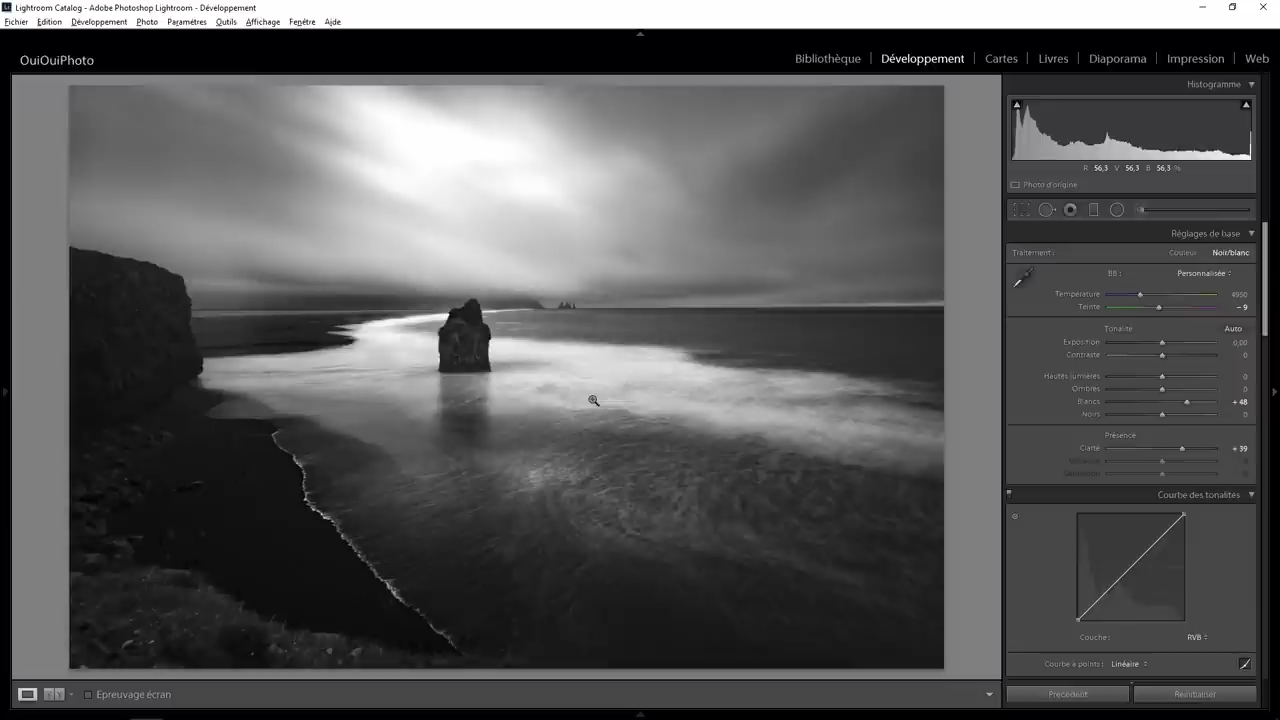 Lightroom Catalog - Adobe Photoshop Lightroom - Développement
Fichier Edition Développement Photo Paramètres Outils Affichage Fenêtre Aide
OuiOuiPhoto
Bibliothèque Développement Cartes Livres Diaporama Impression Web
Histogramme
R 56,3 V 56,3 B 56,3 %
Photo d'origine
Réglages de base
Traitement : Couleur Noir/blanc
BB : Personnalisée
Température 4950
Teinte – 9
Tonalité Auto
Exposition 0,00
Contraste 0
Hautes lumières 0
Ombres 0
Blancs + 48
Noirs 0
Présence
Clarté + 39
Courbe des tonalités
Couche : RVB
Courbe à points : Linéaire
Epreuvage écran
Précédent Réinitialiser